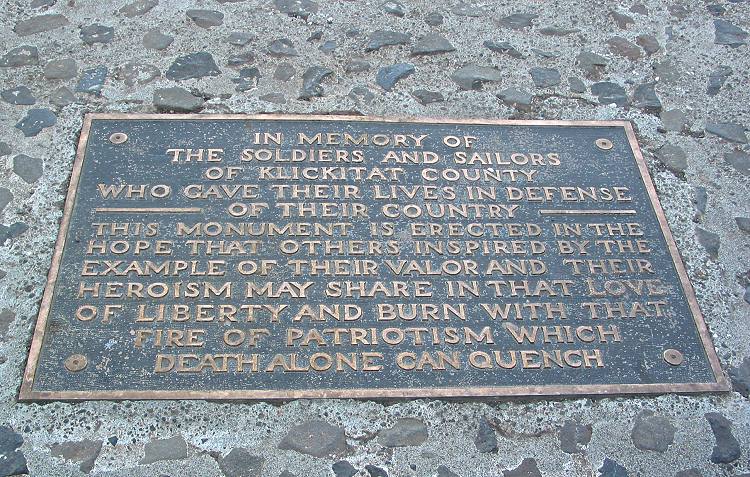 IN MEMORY OF
THE SOLDIERS AND SAILORS
OF KLICKITAT COUNTY
WHO GAVE THEIR LIVES IN DEFENSE
OF THEIR COUNTRY
THIS MONUMENT IS ERECTED IN THE
HOPE THAT OTHERS INSPIRED BY THE
EXAMPLE OF THEIR VALOR AND THEIR
HEROISM MAY SHARE IN THAT LOVE
OF LIBERTY AND BURN WITH THAT
FIRE OF PATRIOTISM WHICH
DEATH ALONE CAN QUENCH